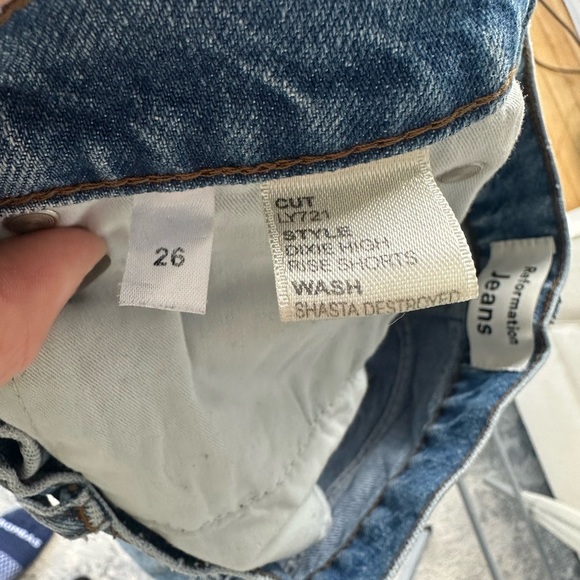 26
CUT
LY721
STYLE
DIXIE HIGH
RISE SHORTS
WASH
SHASTA DESTROYED
Reformation®
Jeans